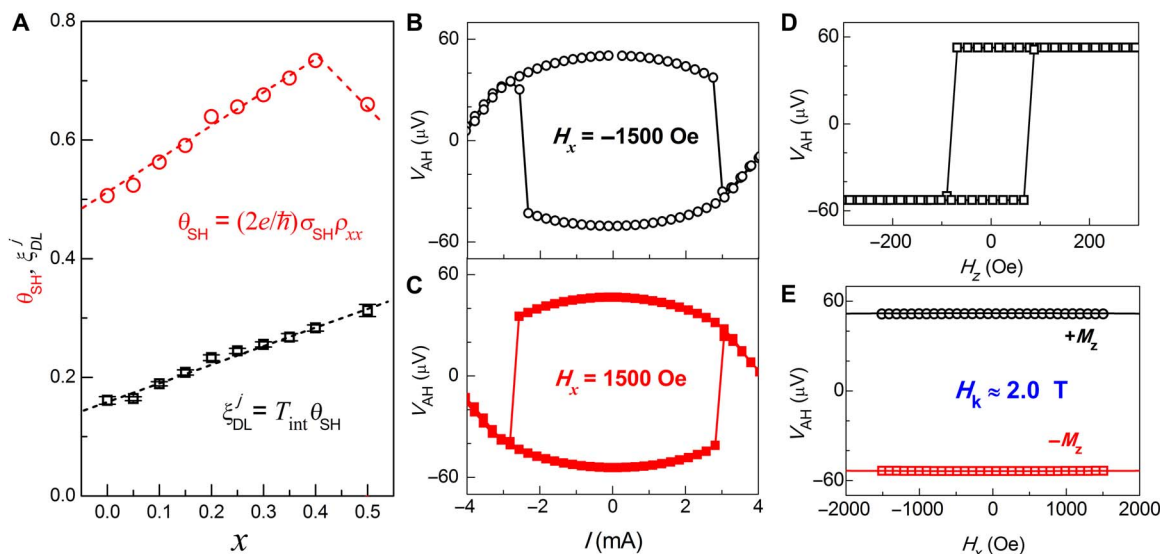 A
0.8
0.6
0.4
0.2
0.0
θSH, ξ^j_DL
θSH = (2e/ħ)σSHρxx
ξ^j_DL = TintθSH
0.0 0.1 0.2 0.3 0.4 0.5
x
B
60
0
−60
VAH (μV)
Hx = −1500 Oe
C
60
0
−60
VAH (μV)
Hx = 1500 Oe
−4 −2 0 2 4
I (mA)
D
60
0
−60
VAH (μV)
−200 0 200
Hz (Oe)
E
60
0
−60
VAH (μV)
+Mz
Hk ≈ 2.0 T
−Mz
−2000 −1000 0 1000 2000
Hx (Oe)